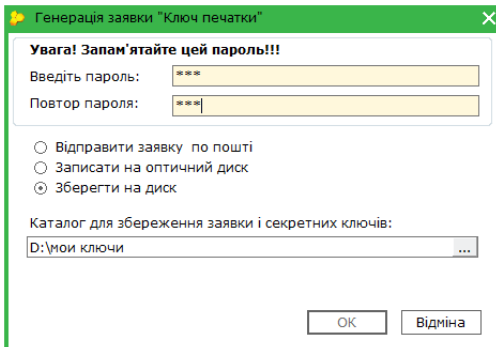 Генерація заявки "Ключ печатки"
Увага! Запам'ятайте цей пароль!!!
Введіть пароль: ***
Повтор пароля: ***
Відправити заявку по пошті
Записати на оптичний диск
Зберегти на диск
Каталог для збереження заявки і секретних ключів:
D:\мои ключи ...
OK Відміна